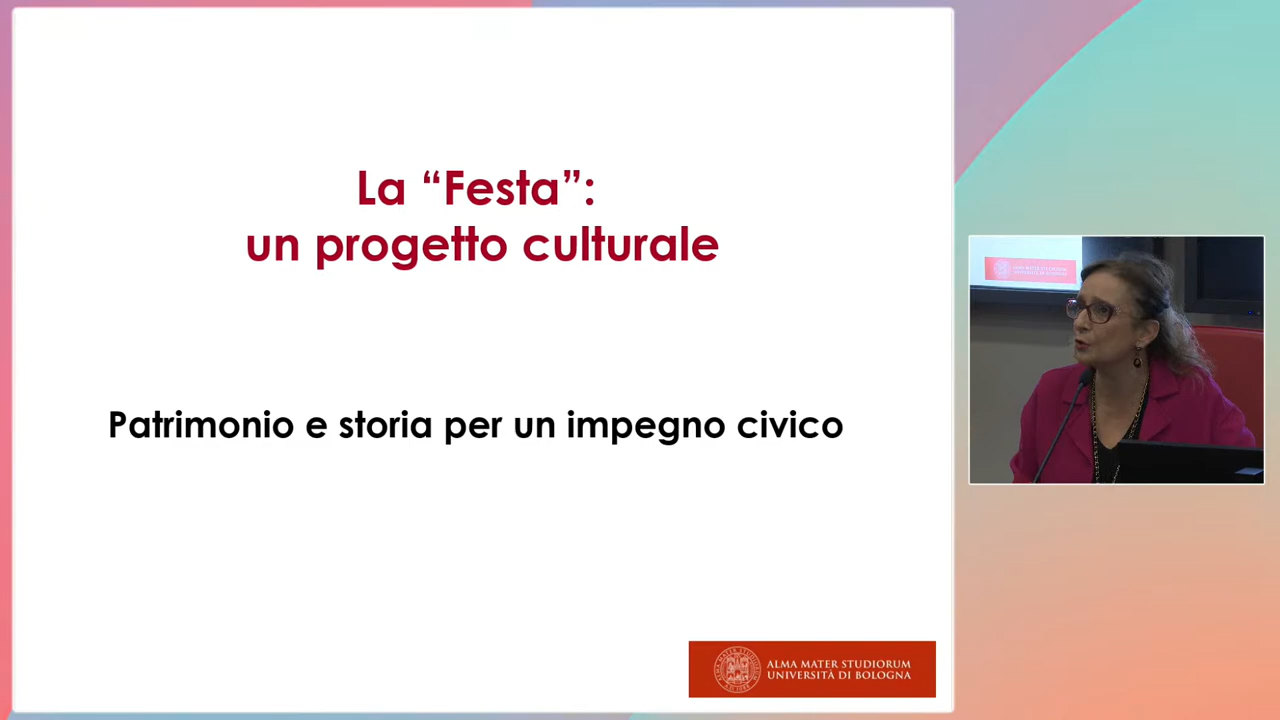 La “Festa”:
un progetto culturale
Patrimonio e storia per un impegno civico
ALMA MATER STUDIORUM
UNIVERSITÀ DI BOLOGNA